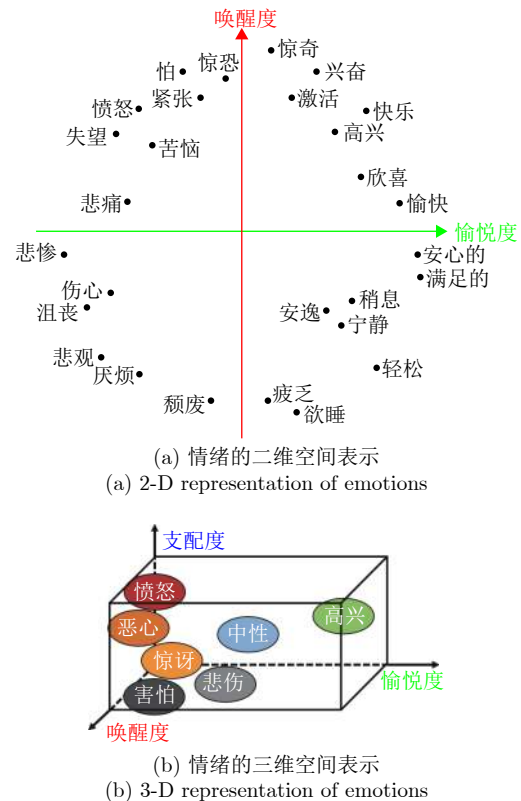 唤醒度
惊奇
惊恐
怕
兴奋
紧张
激活
愤怒
快乐
失望
高兴
苦恼
欣喜
悲痛
愉快
愉悦度
悲惨
安心的
满足的
伤心
稍息
沮丧
安逸
宁静
悲观
轻松
厌烦
疲乏
颓废
欲睡
(a) 情绪的二维空间表示
(a) 2-D representation of emotions
支配度
愤怒
高兴
恶心
中性
惊讶
悲伤
愉悦度
害怕
唤醒度
(b) 情绪的三维空间表示
(b) 3-D representation of emotions